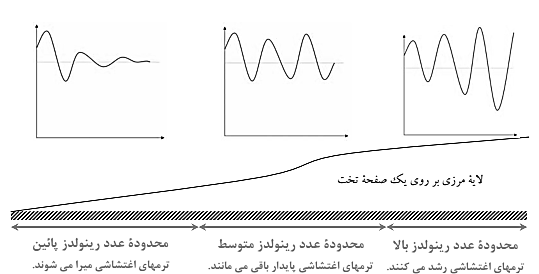 لایهٔ مرزی بر روی یک صفحهٔ تخت
محدودهٔ عدد رینولدز بالا
ترمهای اغتشاشی رشد می کنند.
محدودهٔ عدد رینولدز متوسط
ترمهای اغتشاشی پایدار باقی می مانند.
محدودهٔ عدد رینولدز پائین
ترمهای اغتشاشی میرا می شوند.